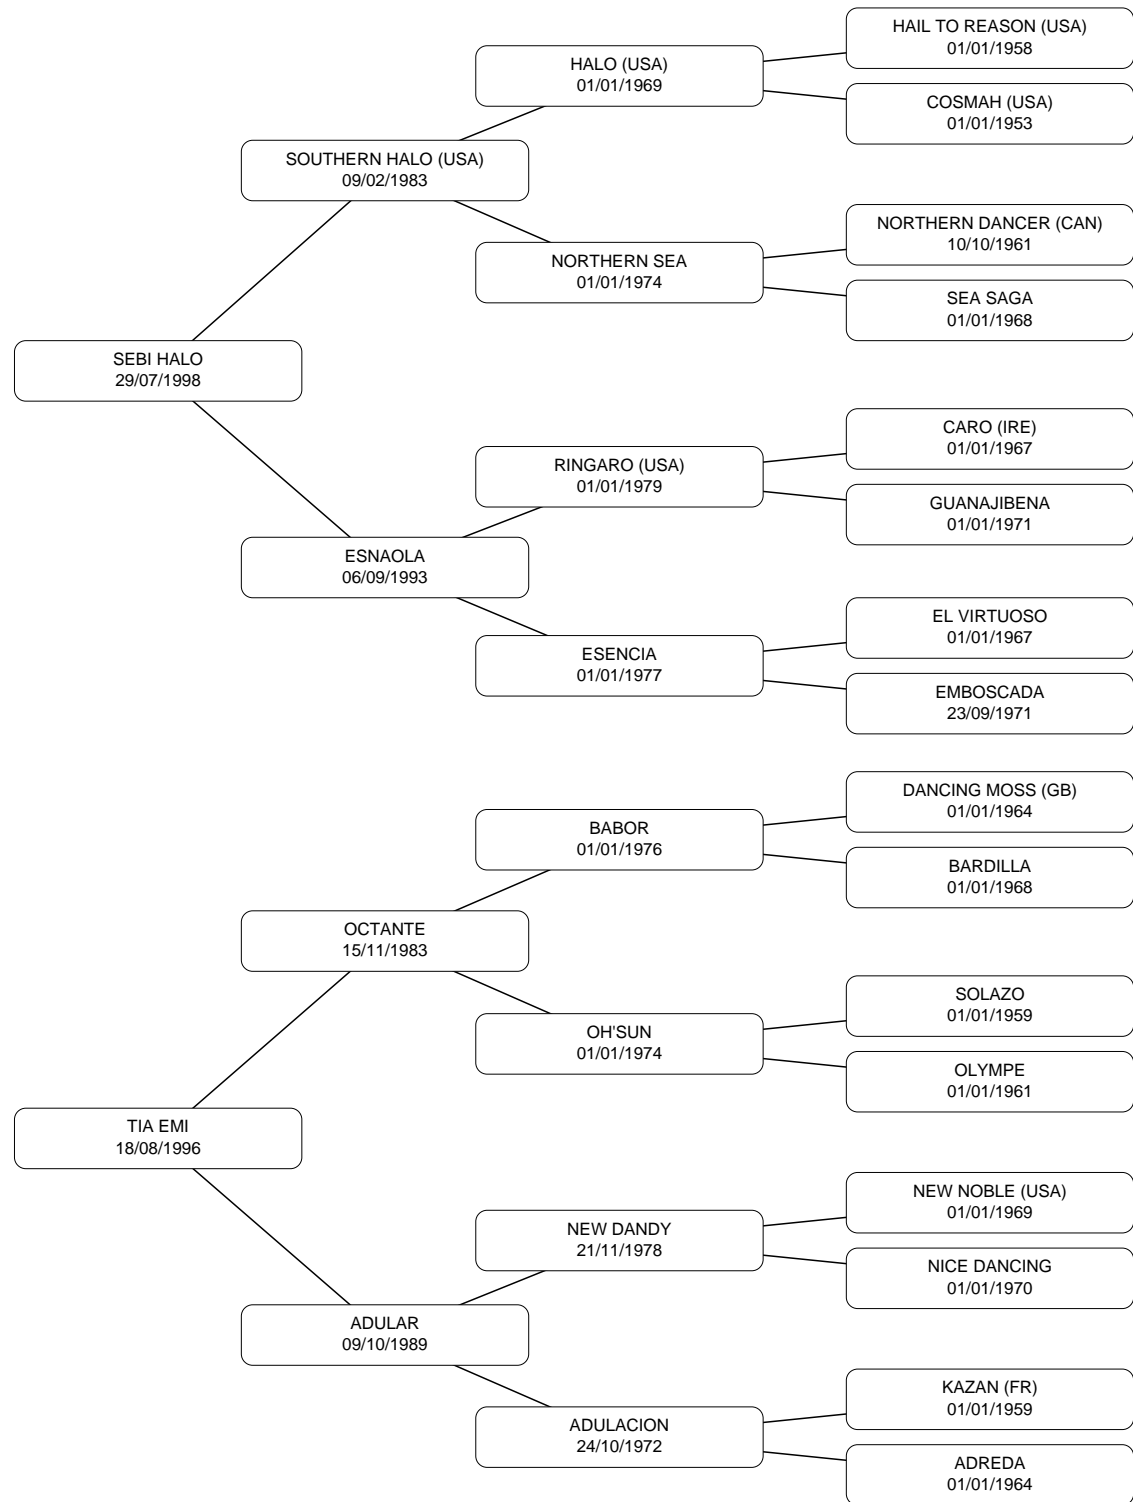 HAIL TO REASON (USA)
01/01/1958
HALO (USA)
01/01/1969
COSMAH (USA)
01/01/1953
SOUTHERN HALO (USA)
09/02/1983
NORTHERN DANCER (CAN)
10/10/1961
NORTHERN SEA
01/01/1974
SEA SAGA
01/01/1968
SEBI HALO
29/07/1998
CARO (IRE)
01/01/1967
RINGARO (USA)
01/01/1979
GUANAJIBENA
01/01/1971
ESNAOLA
06/09/1993
EL VIRTUOSO
01/01/1967
ESENCIA
01/01/1977
EMBOSCADA
23/09/1971
DANCING MOSS (GB)
01/01/1964
BABOR
01/01/1976
BARDILLA
01/01/1968
OCTANTE
15/11/1983
SOLAZO
01/01/1959
OH'SUN
01/01/1974
OLYMPE
01/01/1961
TIA EMI
18/08/1996
NEW NOBLE (USA)
01/01/1969
NEW DANDY
21/11/1978
NICE DANCING
01/01/1970
ADULAR
09/10/1989
KAZAN (FR)
01/01/1959
ADULACION
24/10/1972
ADREDA
01/01/1964